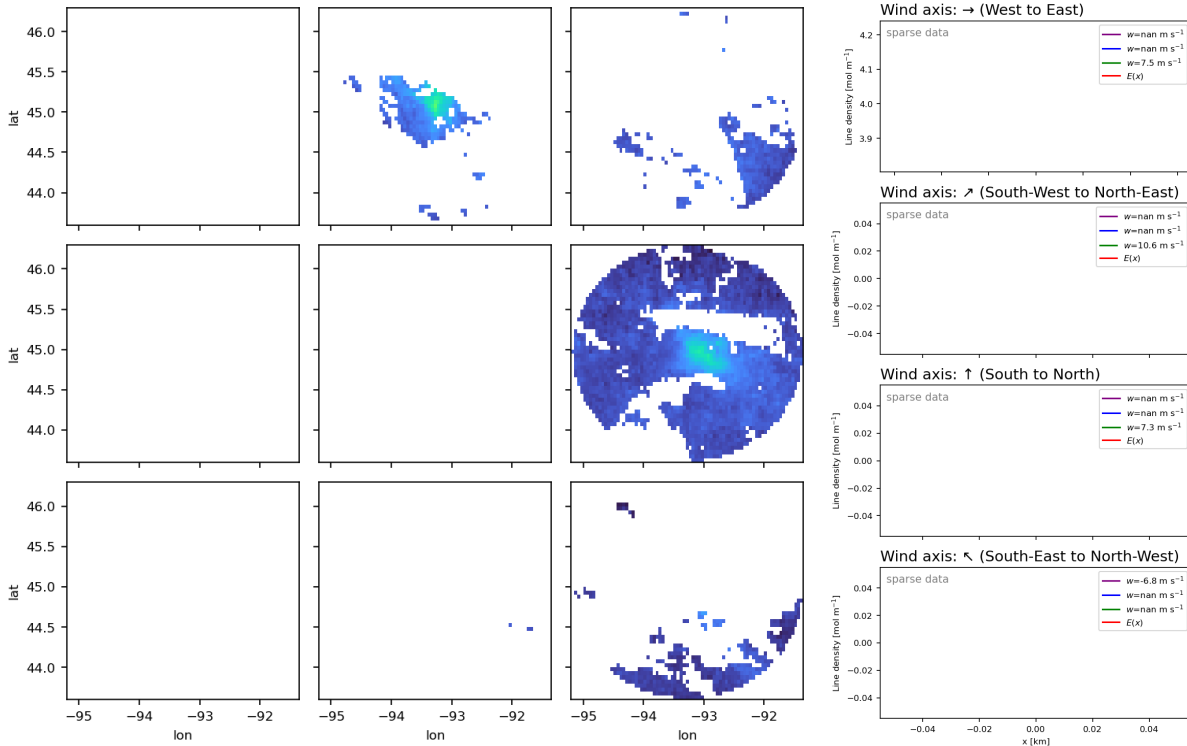 46.0
45.5
45.0
44.5
44.0
lat
46.0
45.5
45.0
44.5
44.0
lat
46.0
45.5
45.0
44.5
44.0
lat
−95 −94 −93 −92
lon
−95 −94 −93 −92
lon
−95 −94 −93 −92
lon
Wind axis: → (West to East)
sparse data
w=nan m s⁻¹
w=nan m s⁻¹
w=7.5 m s⁻¹
E(x)
4.2
4.1
4.0
3.9
Line density [mol m⁻¹]
Wind axis: ↗ (South-West to North-East)
sparse data
w=nan m s⁻¹
w=nan m s⁻¹
w=10.6 m s⁻¹
E(x)
0.04
0.02
0.00
−0.02
−0.04
Line density [mol m⁻¹]
Wind axis: ↑ (South to North)
sparse data
w=nan m s⁻¹
w=nan m s⁻¹
w=7.3 m s⁻¹
E(x)
0.04
0.02
0.00
−0.02
−0.04
Line density [mol m⁻¹]
Wind axis: ↖ (South-East to North-West)
sparse data
w=-6.8 m s⁻¹
w=nan m s⁻¹
w=nan m s⁻¹
E(x)
0.04
0.02
0.00
−0.02
−0.04
Line density [mol m⁻¹]
−0.04 −0.02 0.00 0.02 0.04
x [km]